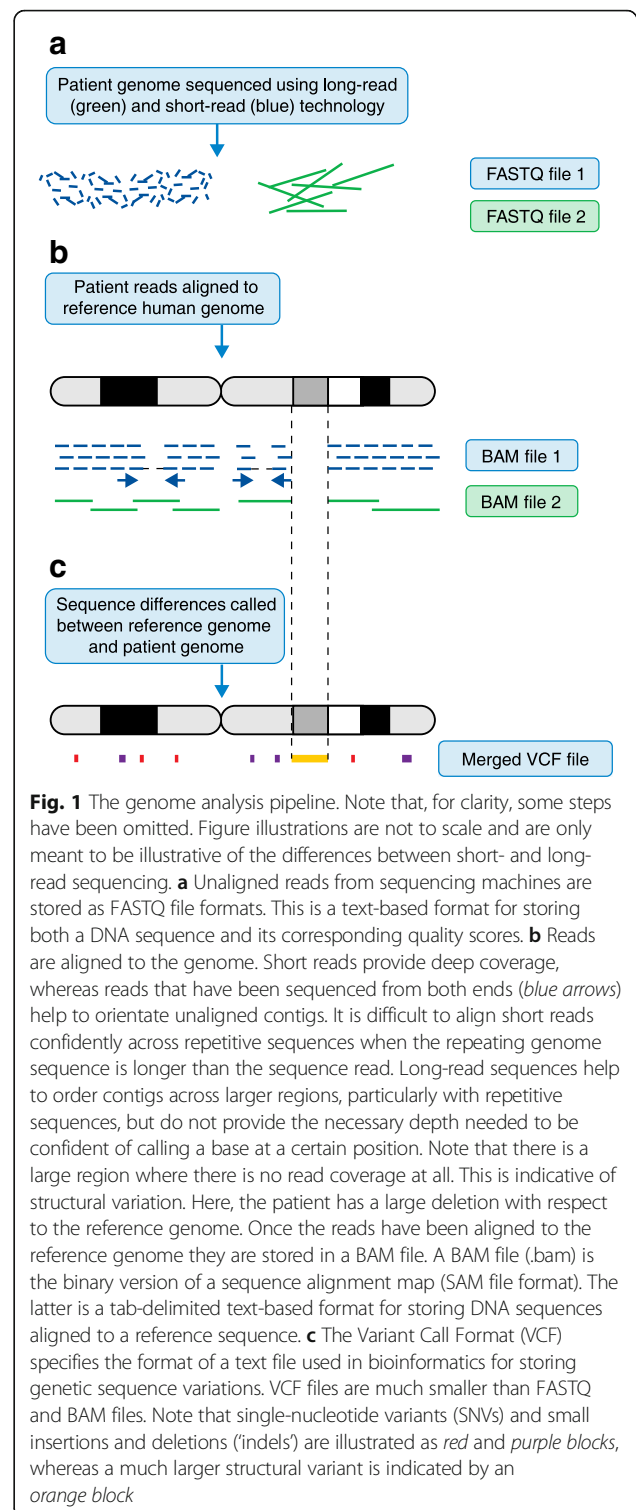 a
Patient genome sequenced using long-read
(green) and short-read (blue) technology
FASTQ file 1
FASTQ file 2
b
Patient reads aligned to
reference human genome
BAM file 1
BAM file 2
c
Sequence differences called
between reference genome
and patient genome
Merged VCF file
Fig. 1 The genome analysis pipeline. Note that, for clarity, some steps
have been omitted. Figure illustrations are not to scale and are only
meant to be illustrative of the differences between short- and long-
read sequencing. a Unaligned reads from sequencing machines are
stored as FASTQ file formats. This is a text-based format for storing
both a DNA sequence and its corresponding quality scores. b Reads
are aligned to the genome. Short reads provide deep coverage,
whereas reads that have been sequenced from both ends (blue arrows)
help to orientate unaligned contigs. It is difficult to align short reads
confidently across repetitive sequences when the repeating genome
sequence is longer than the sequence read. Long-read sequences help
to order contigs across larger regions, particularly with repetitive
sequences, but do not provide the necessary depth needed to be
confident of calling a base at a certain position. Note that there is a
large region where there is no read coverage at all. This is indicative of
structural variation. Here, the patient has a large deletion with respect
to the reference genome. Once the reads have been aligned to the
reference genome they are stored in a BAM file. A BAM file (.bam) is
the binary version of a sequence alignment map (SAM file format). The
latter is a tab-delimited text-based format for storing DNA sequences
aligned to a reference sequence. c The Variant Call Format (VCF)
specifies the format of a text file used in bioinformatics for storing
genetic sequence variations. VCF files are much smaller than FASTQ
and BAM files. Note that single-nucleotide variants (SNVs) and small
insertions and deletions (‘indels’) are illustrated as red and purple blocks,
whereas a much larger structural variant is indicated by an
orange block